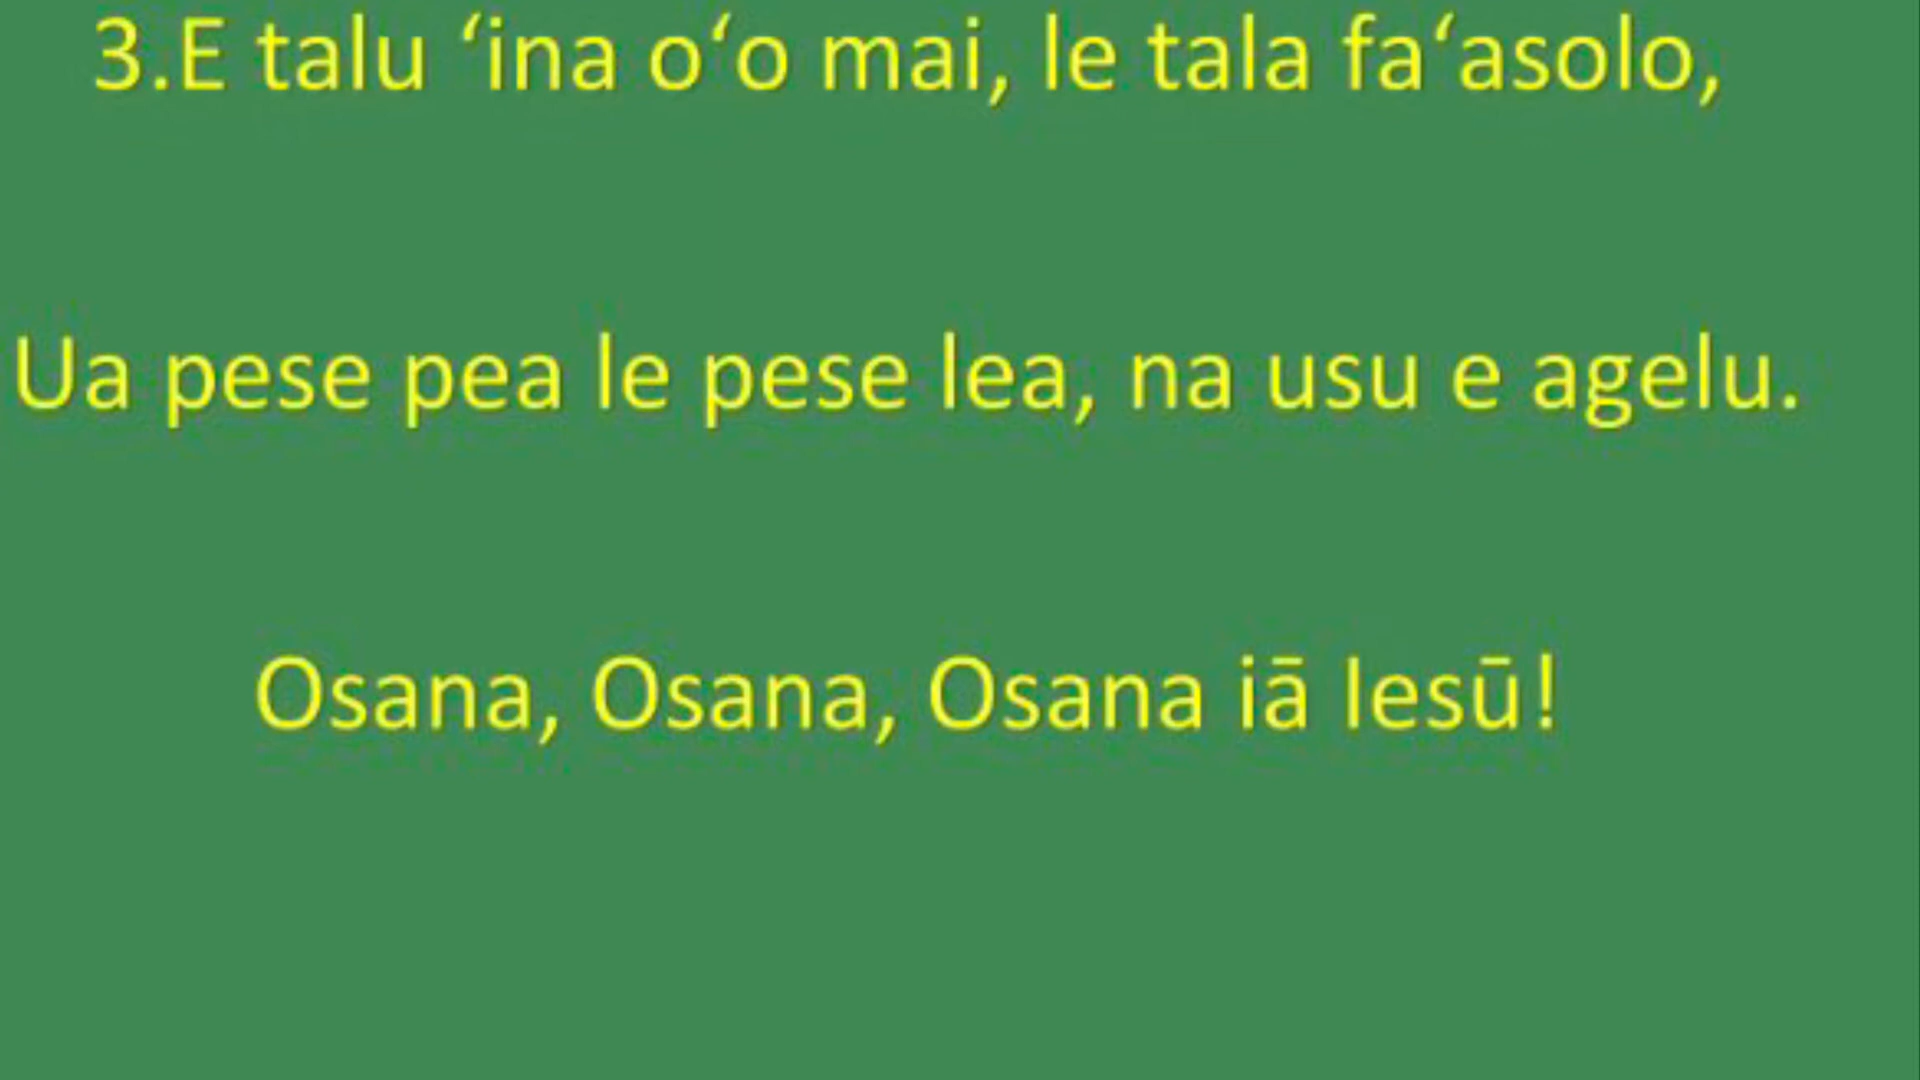 3.E talu ‘ina o‘o mai, le tala fa‘asolo,
Ua pese pea le pese lea, na usu e agelu.
Osana, Osana, Osana iā Iesū!